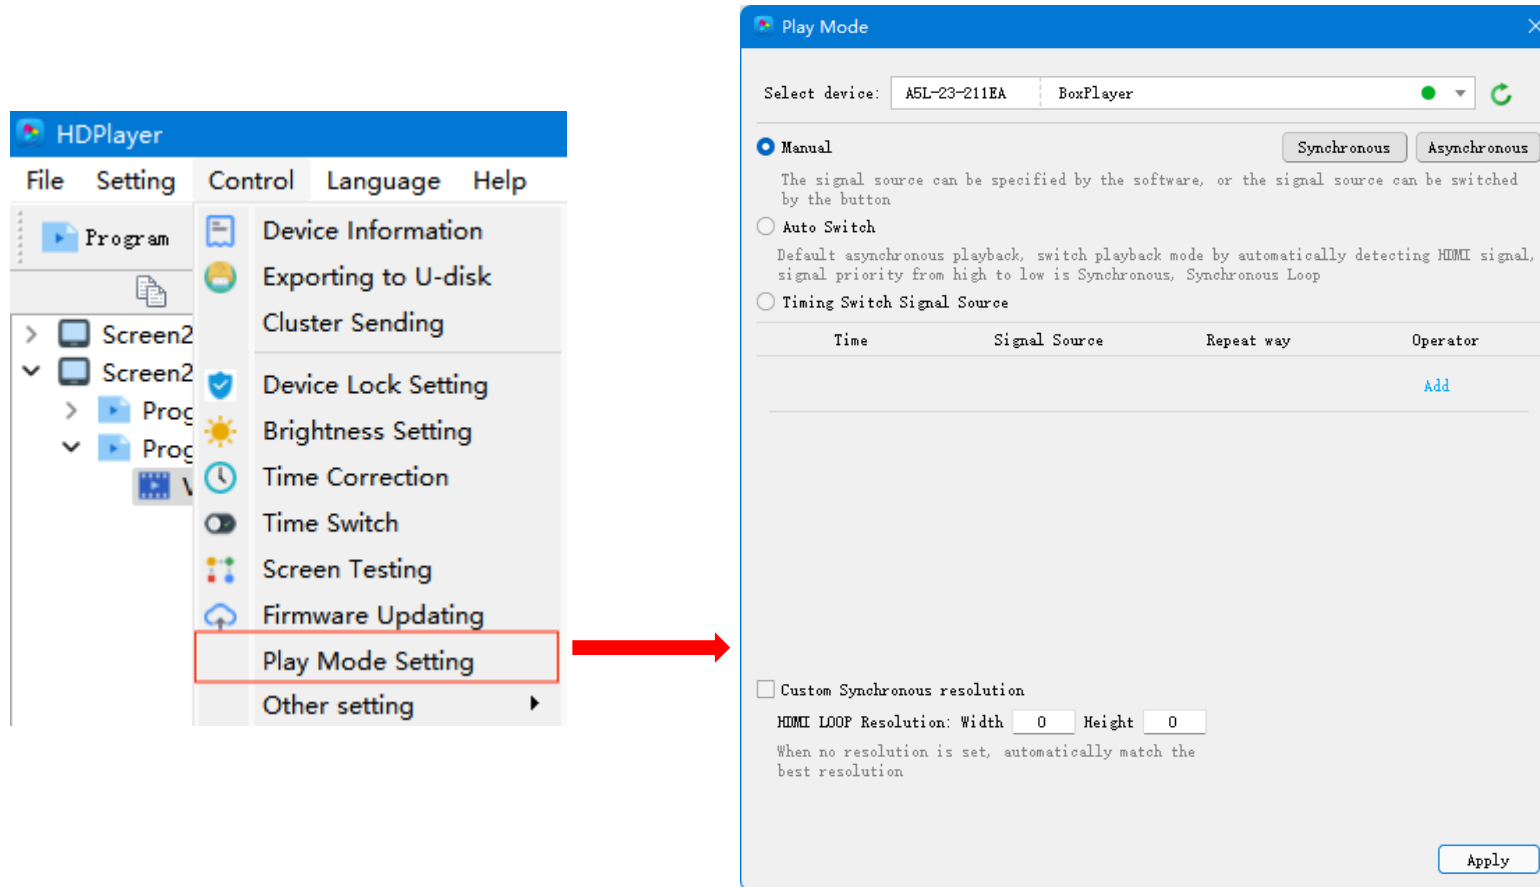 HDPlayer
File Setting Control Language Help
Program
Device Information
Exporting to U-disk
Cluster Sending
Screen2
Screen2
Device Lock Setting
Prog
Brightness Setting
Prog
Time Correction
V
Time Switch
Screen Testing
Firmware Updating
Play Mode Setting
Other setting
Play Mode
Select device: A5L-23-211EA BoxPlayer
Manual Synchronous Asynchronous
The signal source can be specified by the software, or the signal source can be switched
by the button
Auto Switch
Default asynchronous playback, switch playback mode by automatically detecting HDMI signal,
signal priority from high to low is Synchronous, Synchronous Loop
Timing Switch Signal Source
Time Signal Source Repeat way Operator
Add
Custom Synchronous resolution
HDMI LOOP Resolution: Width 0 Height 0
When no resolution is set, automatically match the
best resolution
Apply